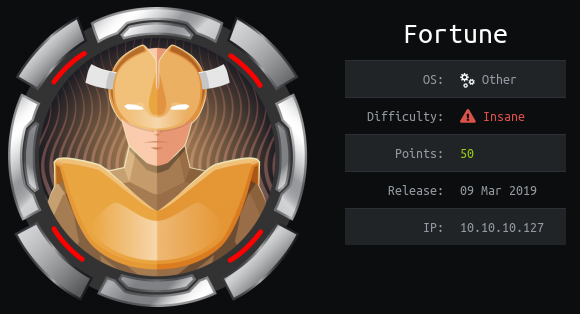 Fortune
OS: Other
Difficulty: Insane
Points: 50
Release: 09 Mar 2019
IP: 10.10.10.127